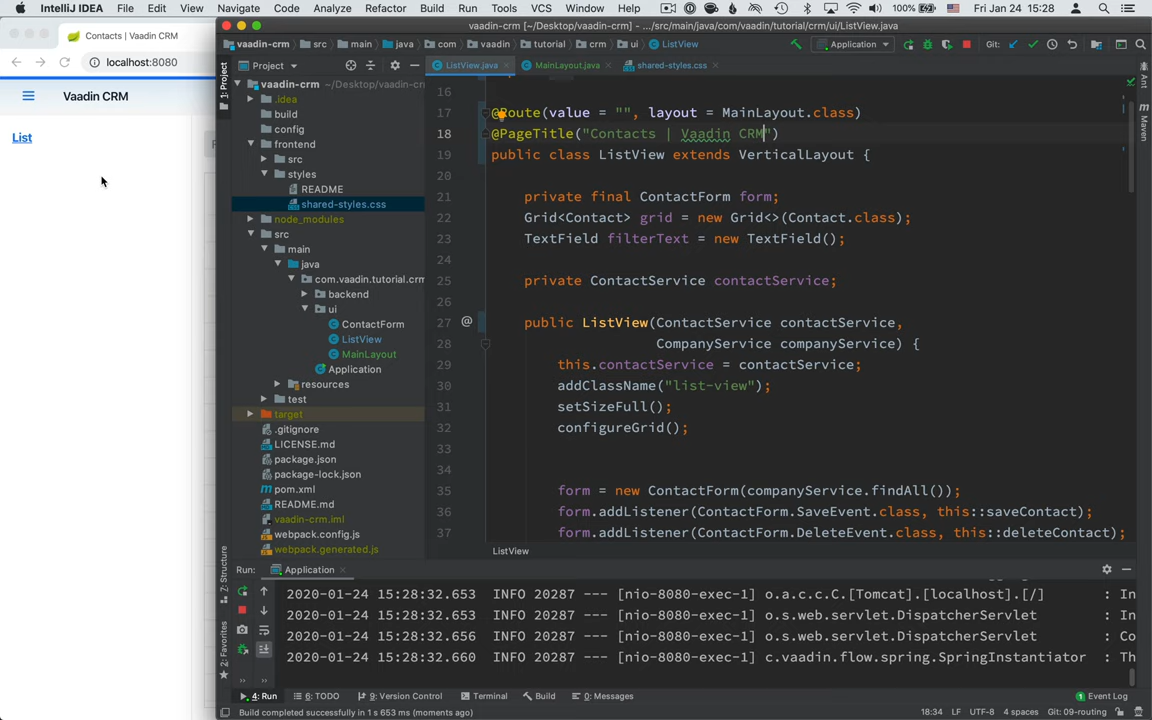 IntelliJ IDEA File Edit View Navigate Code Analyze Refactor Build Run Tools VCS Window Help 100% Fri Jan 24 15:28
Contacts | Vaadin CRM
localhost:8080
Vaadin CRM
List
vaadin-crm [~/Desktop/vaadin-crm] - .../src/main/java/com/vaadin/tutorial/crm/ui/ListView.java
vaadin-crm src main java com vaadin tutorial crm ui ListView Application Git:
Project ListView.java MainLayout.java shared-styles.css
1: Project
vaadin-crm ~/Desktop/vaadin-crm
.idea
build
config
frontend
src
styles
README
shared-styles.css
node_modules
src
main
java
com.vaadin.tutorial.crm
backend
ui
ContactForm
ListView
MainLayout
Application
resources
test
target
.gitignore
LICENSE.md
package.json
package-lock.json
pom.xml
README.md
vaadin-crm.iml
webpack.config.js
webpack.generated.js
7: Structure
2: Favorites
Ant
Maven
16
17 @Route(value = "", layout = MainLayout.class)
18 @PageTitle("Contacts | Vaadin CRM")
19 public class ListView extends VerticalLayout {
20
21 private final ContactForm form;
22 Grid<Contact> grid = new Grid<>(Contact.class);
23 TextField filterText = new TextField();
24
25 private ContactService contactService;
26
27 @ public ListView(ContactService contactService,
28 CompanyService companyService) {
29 this.contactService = contactService;
30 addClassName("list-view");
31 setSizeFull();
32 configureGrid();
33
34
35 form = new ContactForm(companyService.findAll());
36 form.addListener(ContactForm.SaveEvent.class, this::saveContact);
37 form.addListener(ContactForm.DeleteEvent.class, this::deleteContact);
ListView
Run: Application
2020-01-24 15:28:32.653 INFO 20287 --- [nio-8080-exec-1] o.a.c.c.C.[Tomcat].[localhost].[/] : In
2020-01-24 15:28:32.653 INFO 20287 --- [nio-8080-exec-1] o.s.web.servlet.DispatcherServlet : In
2020-01-24 15:28:32.656 INFO 20287 --- [nio-8080-exec-1] o.s.web.servlet.DispatcherServlet : Co
2020-01-24 15:28:32.660 INFO 20287 --- [nio-8080-exec-1] c.vaadin.flow.spring.SpringInstantiator : Th
4: Run 6: TODO 9: Version Control Terminal Build 0: Messages 1 Event Log
Build completed successfully in 1 s 653 ms (moments ago) 18:34 LF UTF-8 4 spaces Git: 09-routing